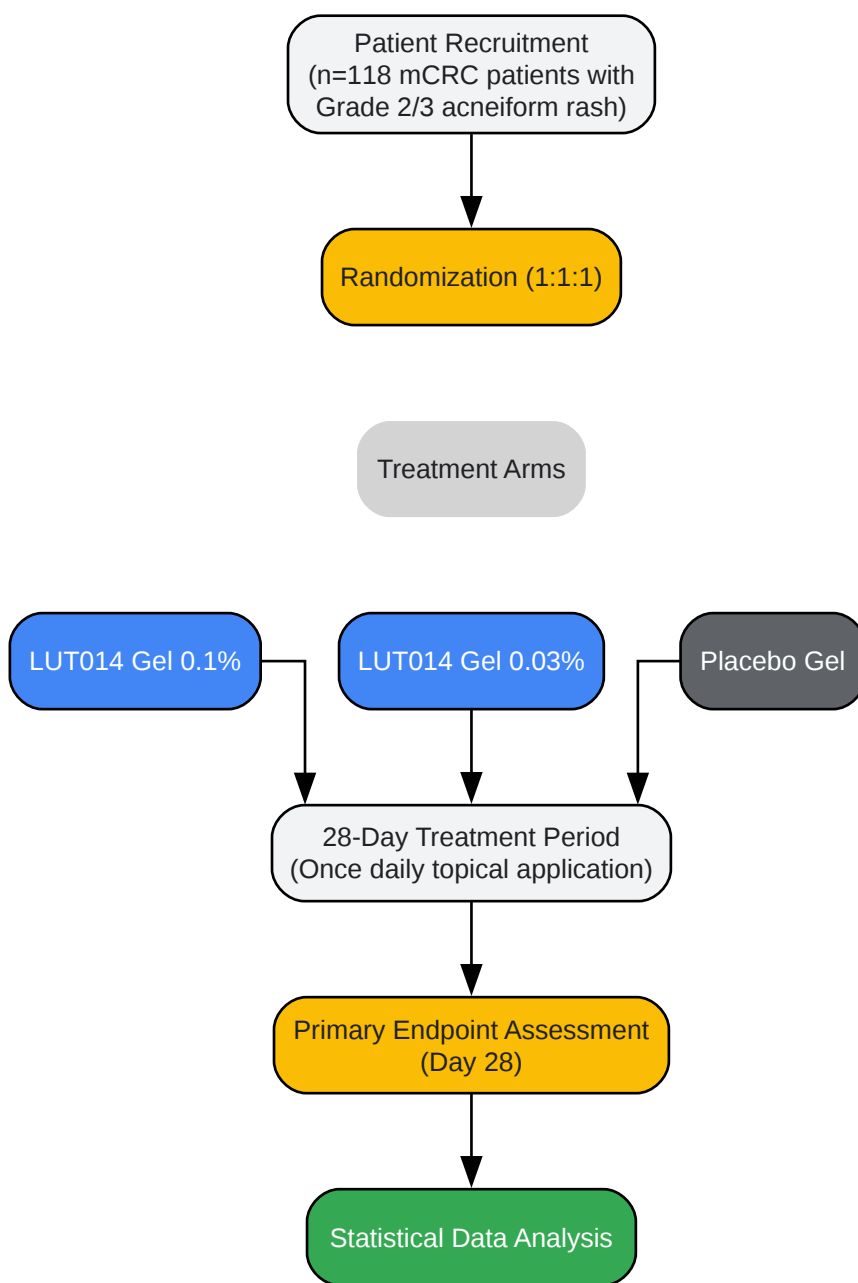 Patient Recruitment
(n=118 mCRC patients with
Grade 2/3 acneiform rash)
Randomization (1:1:1)
Treatment Arms
LUT014 Gel 0.1%
LUT014 Gel 0.03%
Placebo Gel
28-Day Treatment Period
(Once daily topical application)
Primary Endpoint Assessment
(Day 28)
Statistical Data Analysis